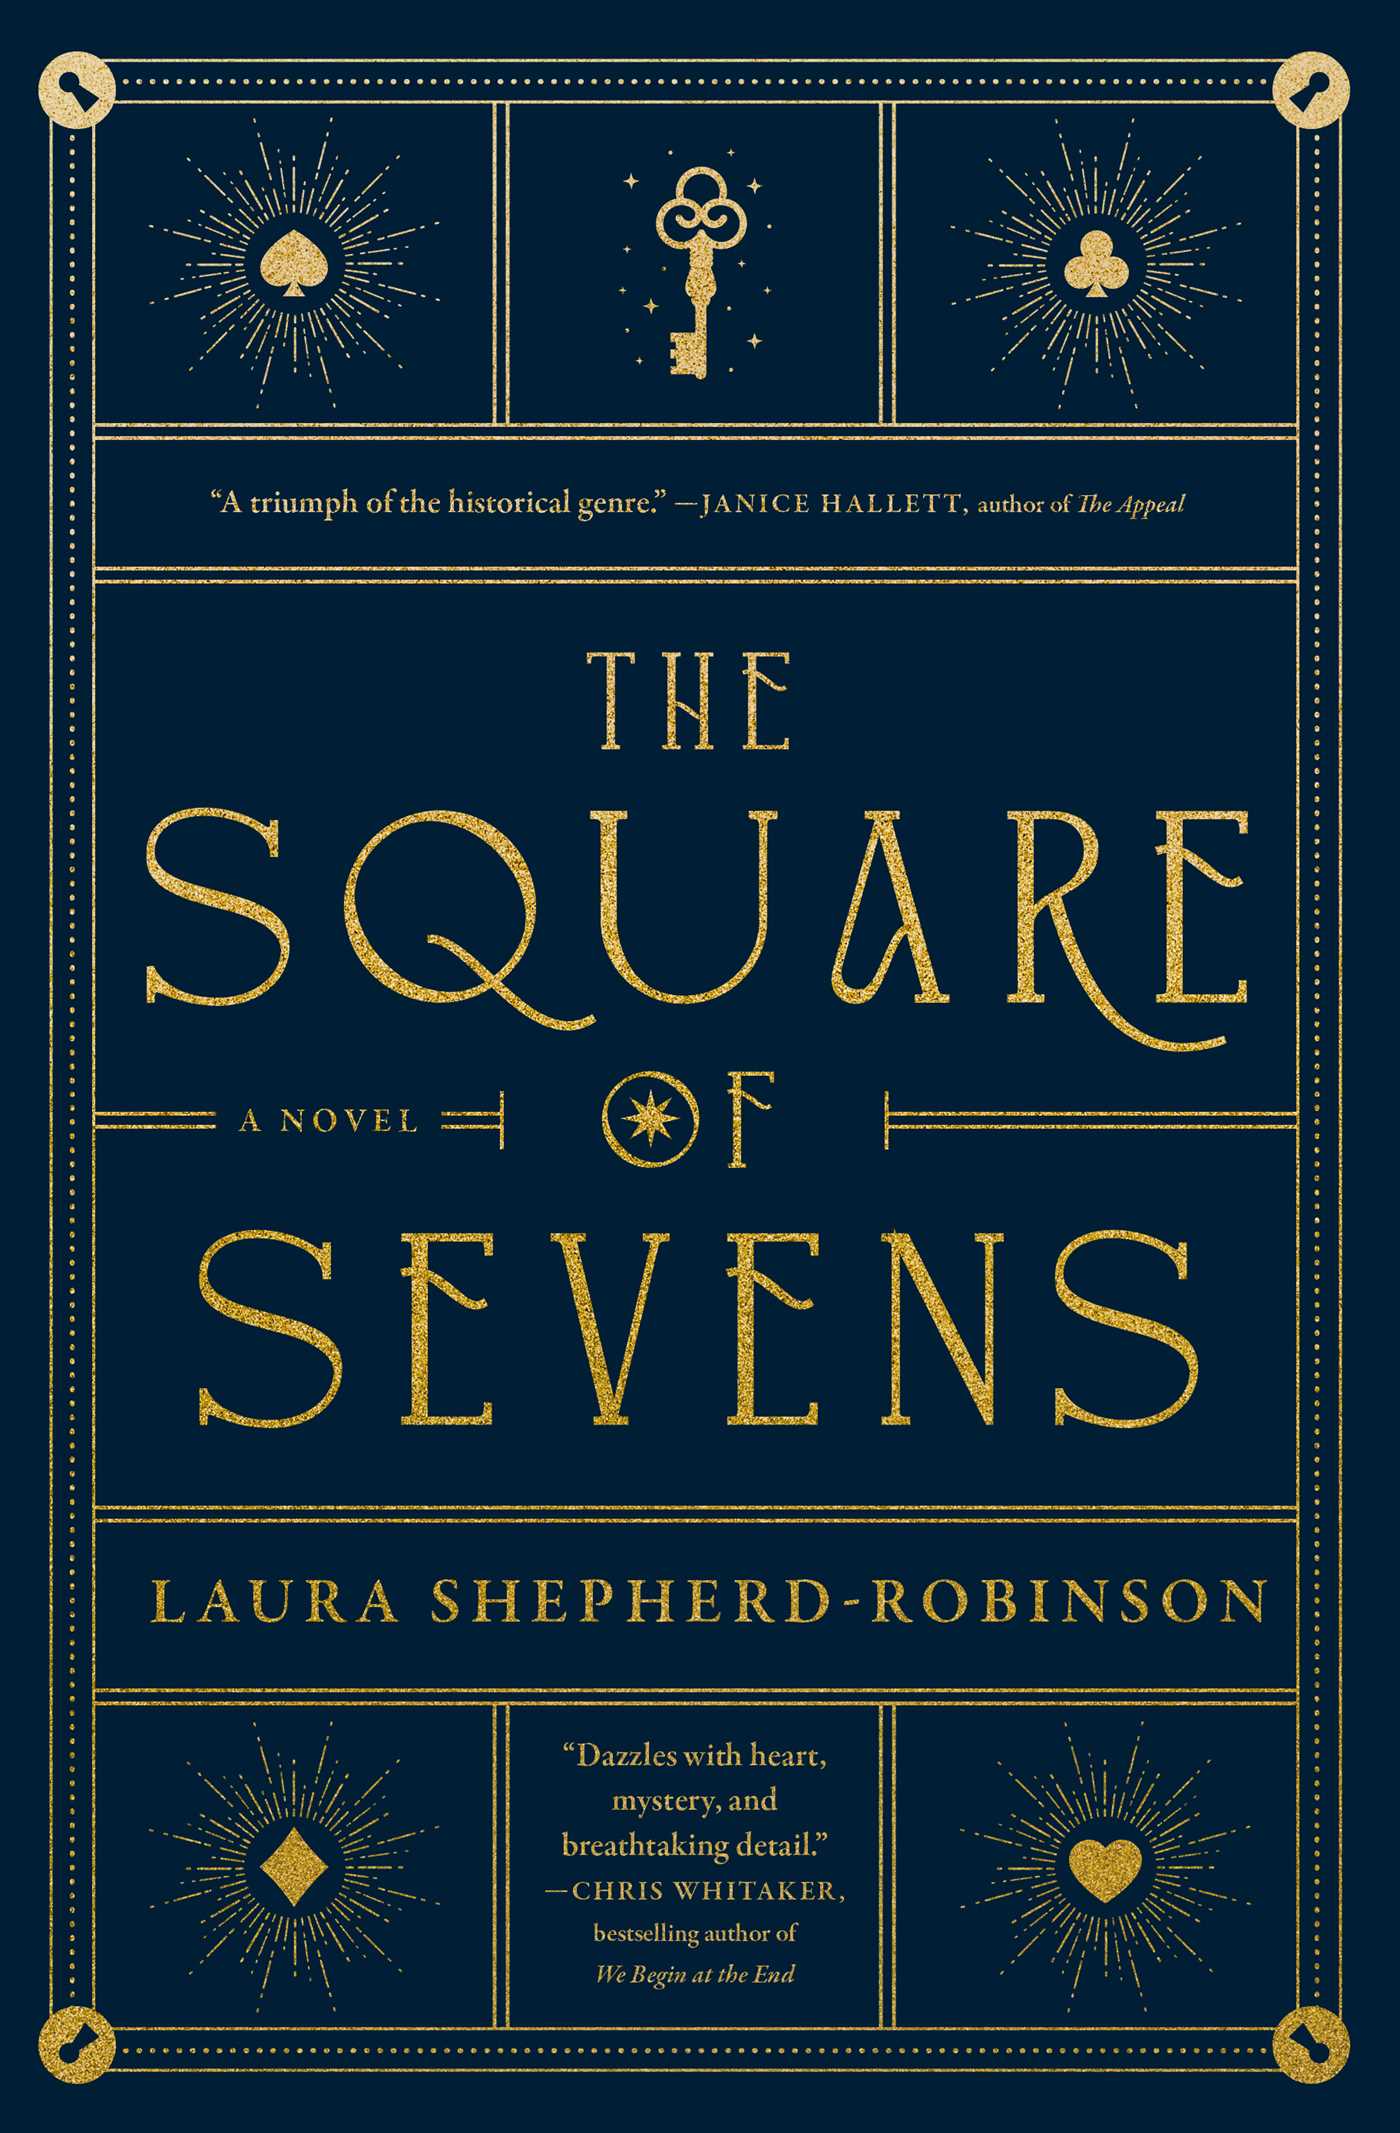 “A triumph of the historical genre.” —JANICE HALLETT, author of The Appeal
THE
SQUARE
A NOVEL
OF
SEVENS
LAURA SHEPHERD-ROBINSON
“Dazzles with heart,
mystery, and
breathtaking detail.”
—CHRIS WHITAKER,
bestselling author of
We Begin at the End